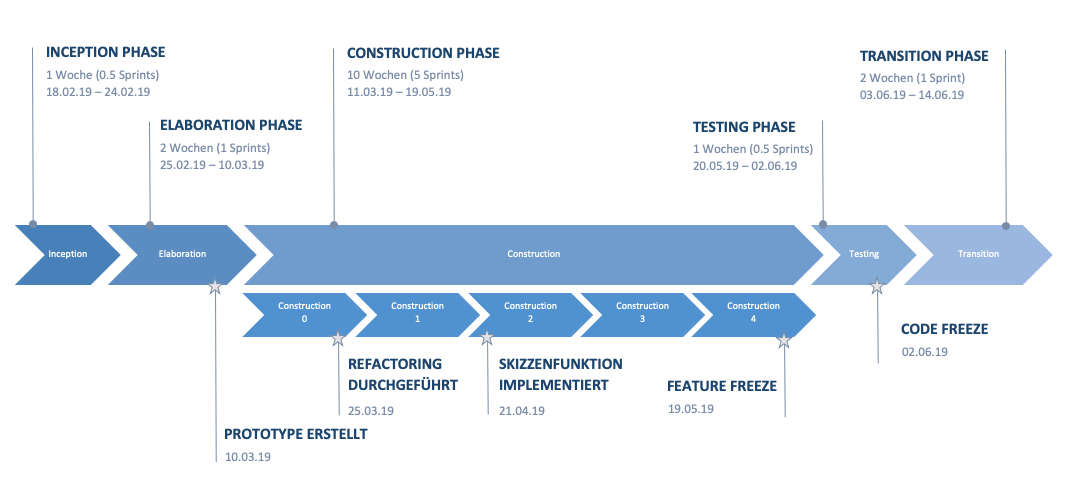 INCEPTION PHASE
1 Woche (0.5 Sprints)
18.02.19 – 24.02.19
CONSTRUCTION PHASE
10 Wochen (5 Sprints)
11.03.19 – 19.05.19
TRANSITION PHASE
2 Wochen (1 Sprint)
03.06.19 – 14.06.19
ELABORATION PHASE
2 Wochen (1 Sprints)
25.02.19 – 10.03.19
TESTING PHASE
1 Wochen (0.5 Sprints)
20.05.19 – 02.06.19
Inception
Elaboration
Construction
Testing
Transition
Construction
0
Construction
1
Construction
2
Construction
3
Construction
4
CODE FREEZE
02.06.19
REFACTORING
DURCHGEFÜHRT
25.03.19
SKIZZENFUNKTION
IMPLEMENTIERT
21.04.19
FEATURE FREEZE
19.05.19
PROTOTYPE ERSTELLT
10.03.19